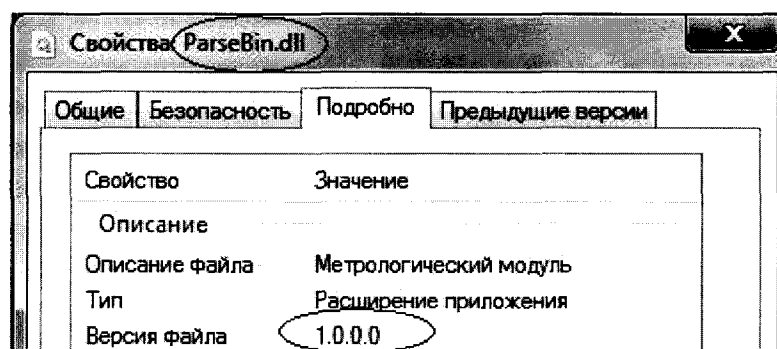 Свойства: ParseBin.dll
X
Общие Безопасность Подробно Предыдущие версии
Свойство Значение
Описание
Описание файла Метрологический модуль
Тип Расширение приложения
Версия файла 1.0.0.0